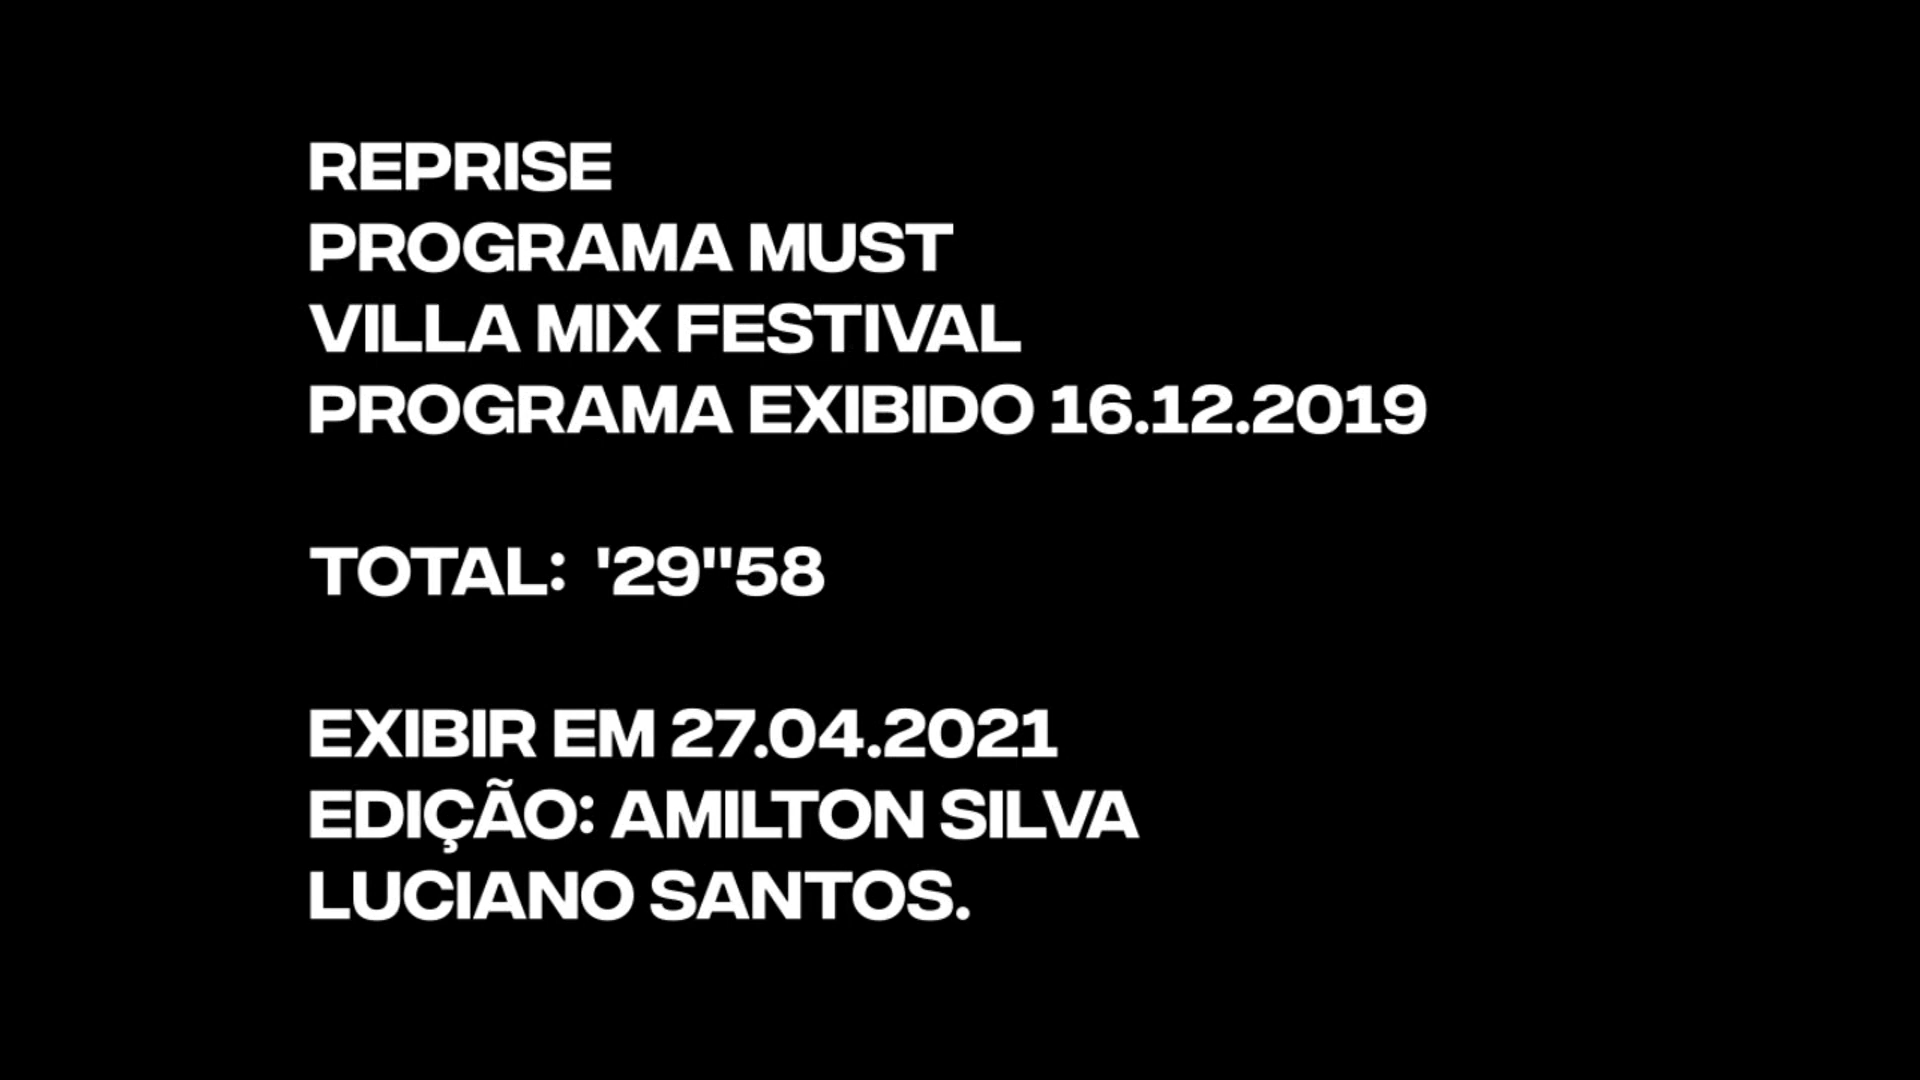 REPRISE
PROGRAMA MUST
VILLA MIX FESTIVAL
PROGRAMA EXIBIDO 16.12.2019
TOTAL: '29"58
EXIBIR EM 27.04.2021
EDIÇÃO: AMILTON SILVA
LUCIANO SANTOS.